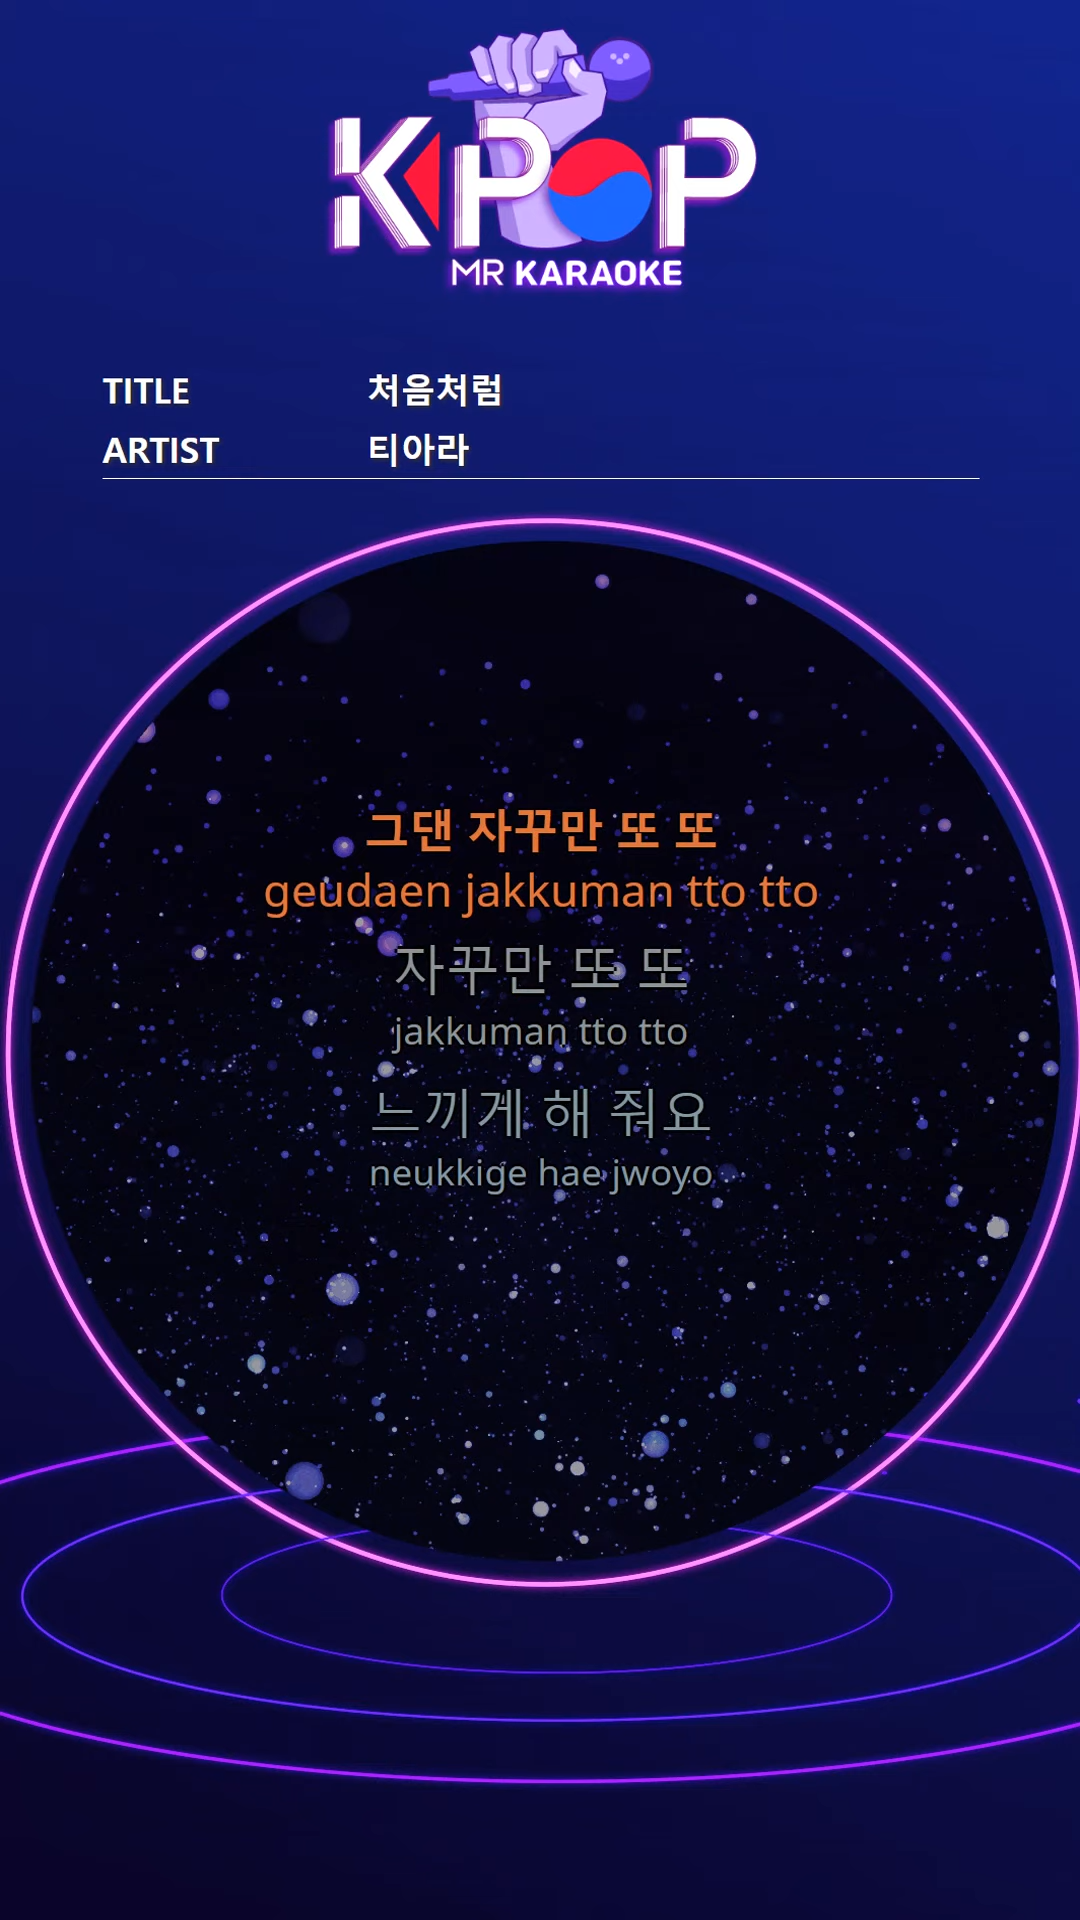 KPOP
MR KARAOKE
TITLE 처음처럼
ARTIST 티아라
그댄 자꾸만 또 또
geudaen jakkuman tto tto
자꾸만 또 또
jakkuman tto tto
느끼게 해 줘요
neukkige hae jwoyo